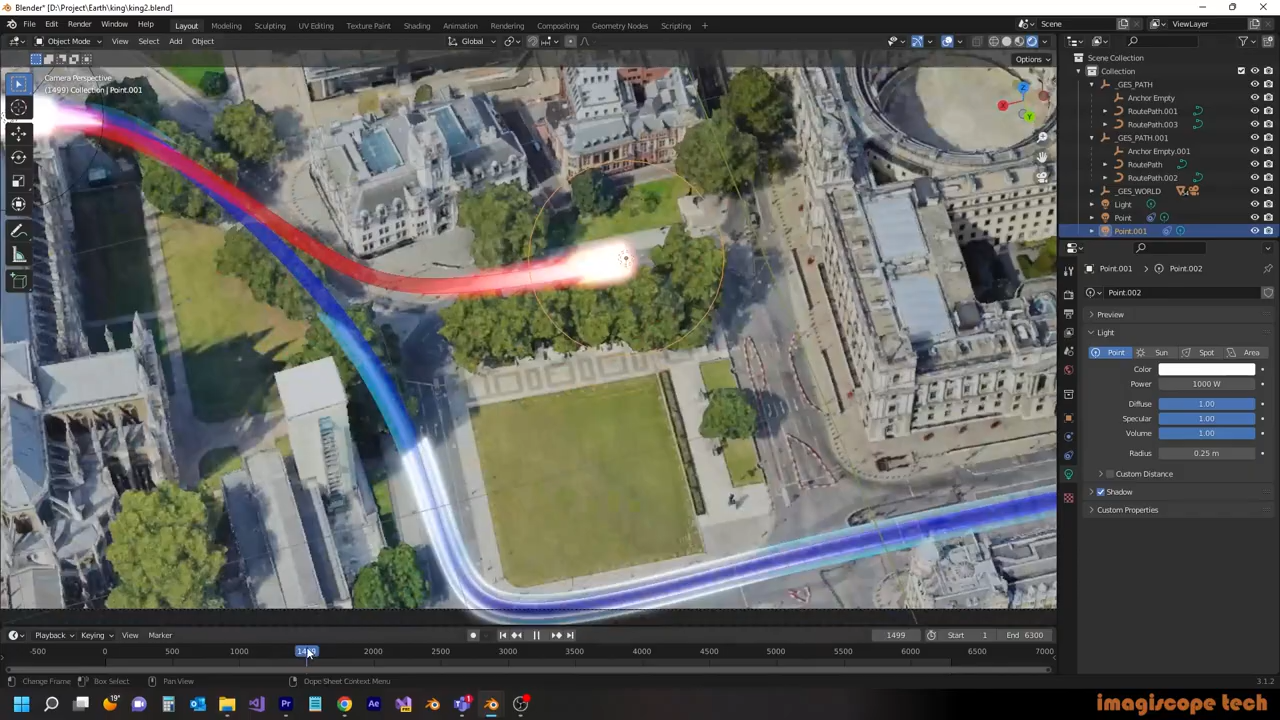 Blender* [D:\Project\Earth\king\king2.blend]
File Edit Render Window Help
Layout Modeling Sculpting UV Editing Texture Paint Shading Animation Rendering Compositing Geometry Nodes Scripting +
Scene
ViewLayer
Object Mode View Select Add Object
Global
Options
Camera Perspective
(1499) Collection | Point.001
Scene Collection
Collection
_GES_PATH
Anchor Empty
RoutePath.001
RoutePath.003
_GES_PATH.001
Anchor Empty.001
RoutePath
RoutePath.002
_GES_WORLD
Light
Point
Point.001
Point.001 > Point.002
Point.002
Preview
Light
Point Sun Spot Area
Color
Power 1000 W
Diffuse 1.00
Specular 1.00
Volume 1.00
Radius 0.25 m
Custom Distance
Shadow
Custom Properties
Playback Keying View Marker
1499 Start 1 End 6300
-500 0 500 1000 1499 2000 2500 3000 3500 4000 4500 5000 5500 6000 6500 7000
Change Frame Box Select Pan View Dope Sheet Context Menu
3.1.2
19°
imagiscope tech